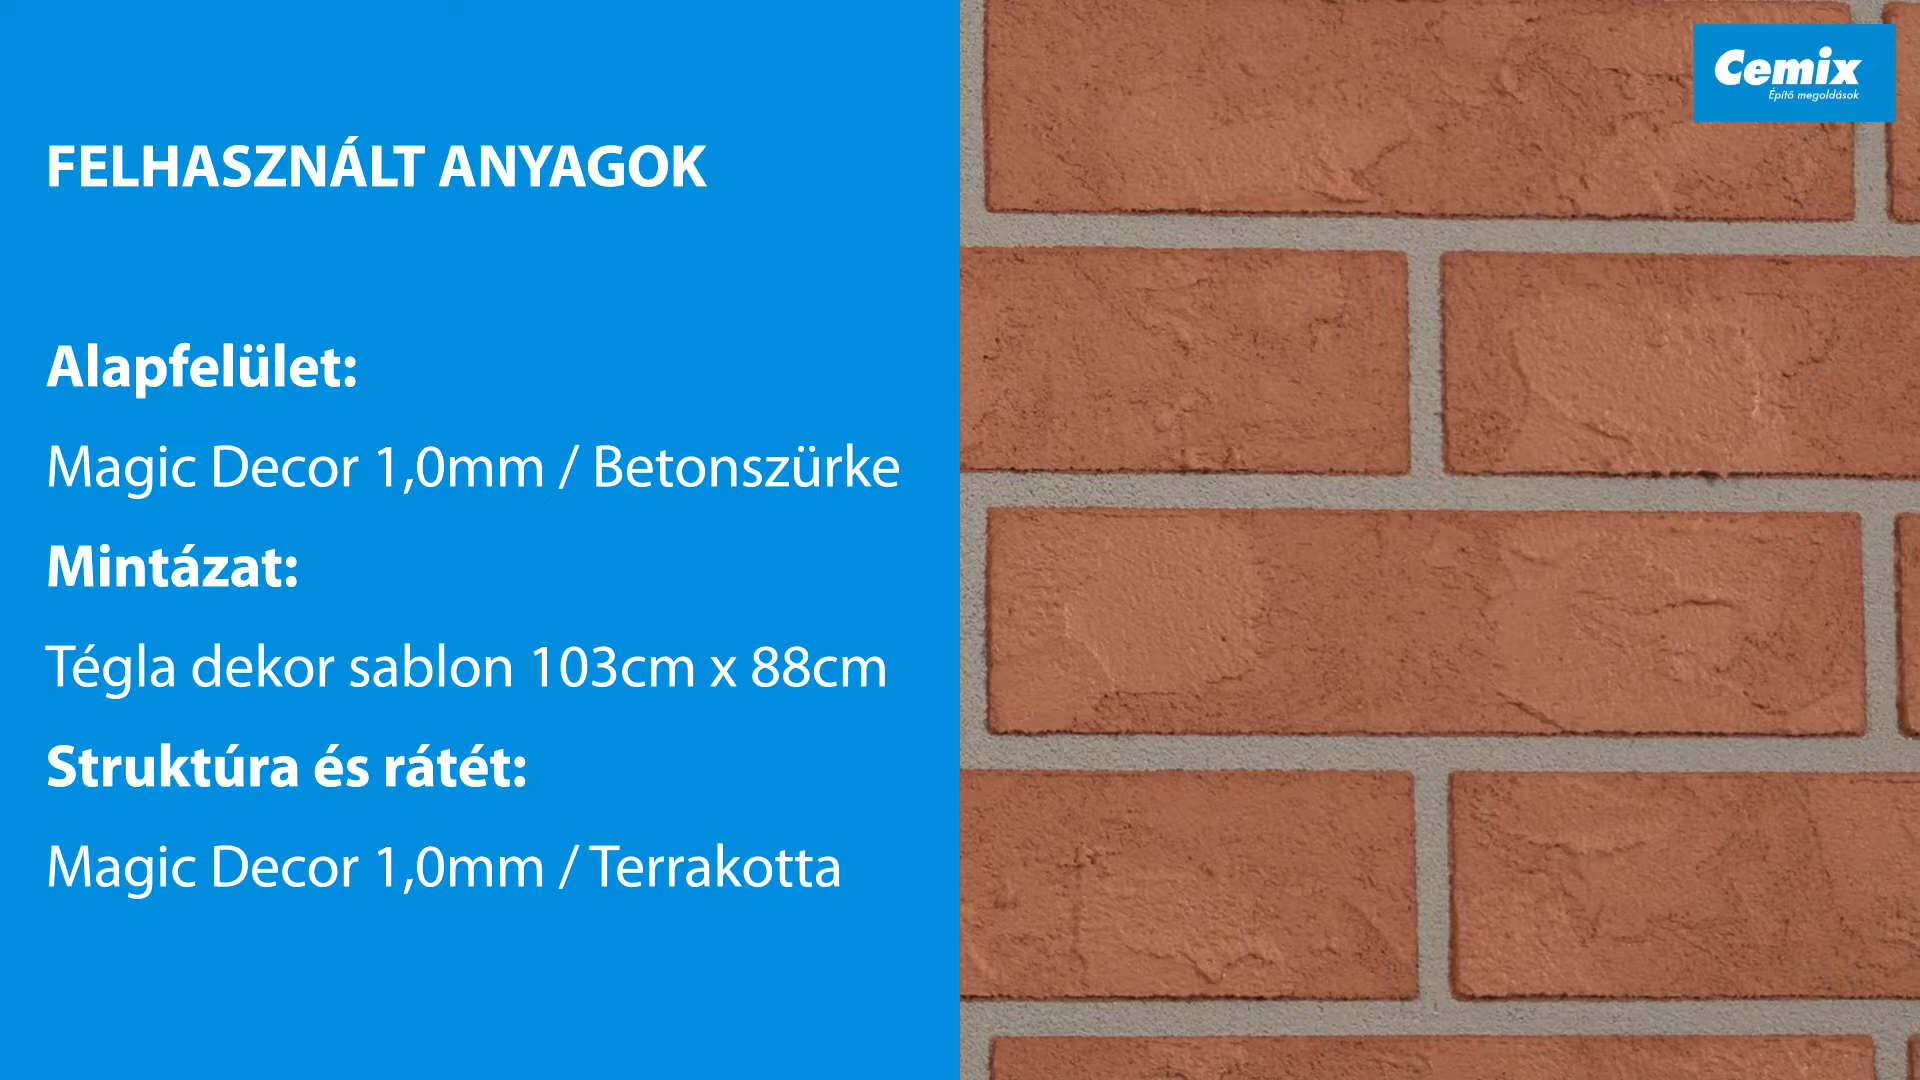 Cemix
Építő megoldások
FELHASZNÁLT ANYAGOK
Alapfelület:
Magic Decor 1,0mm / Betonszürke
Mintázat:
Tégla dekor sablon 103cm x 88cm
Struktúra és rátét:
Magic Decor 1,0mm / Terrakotta